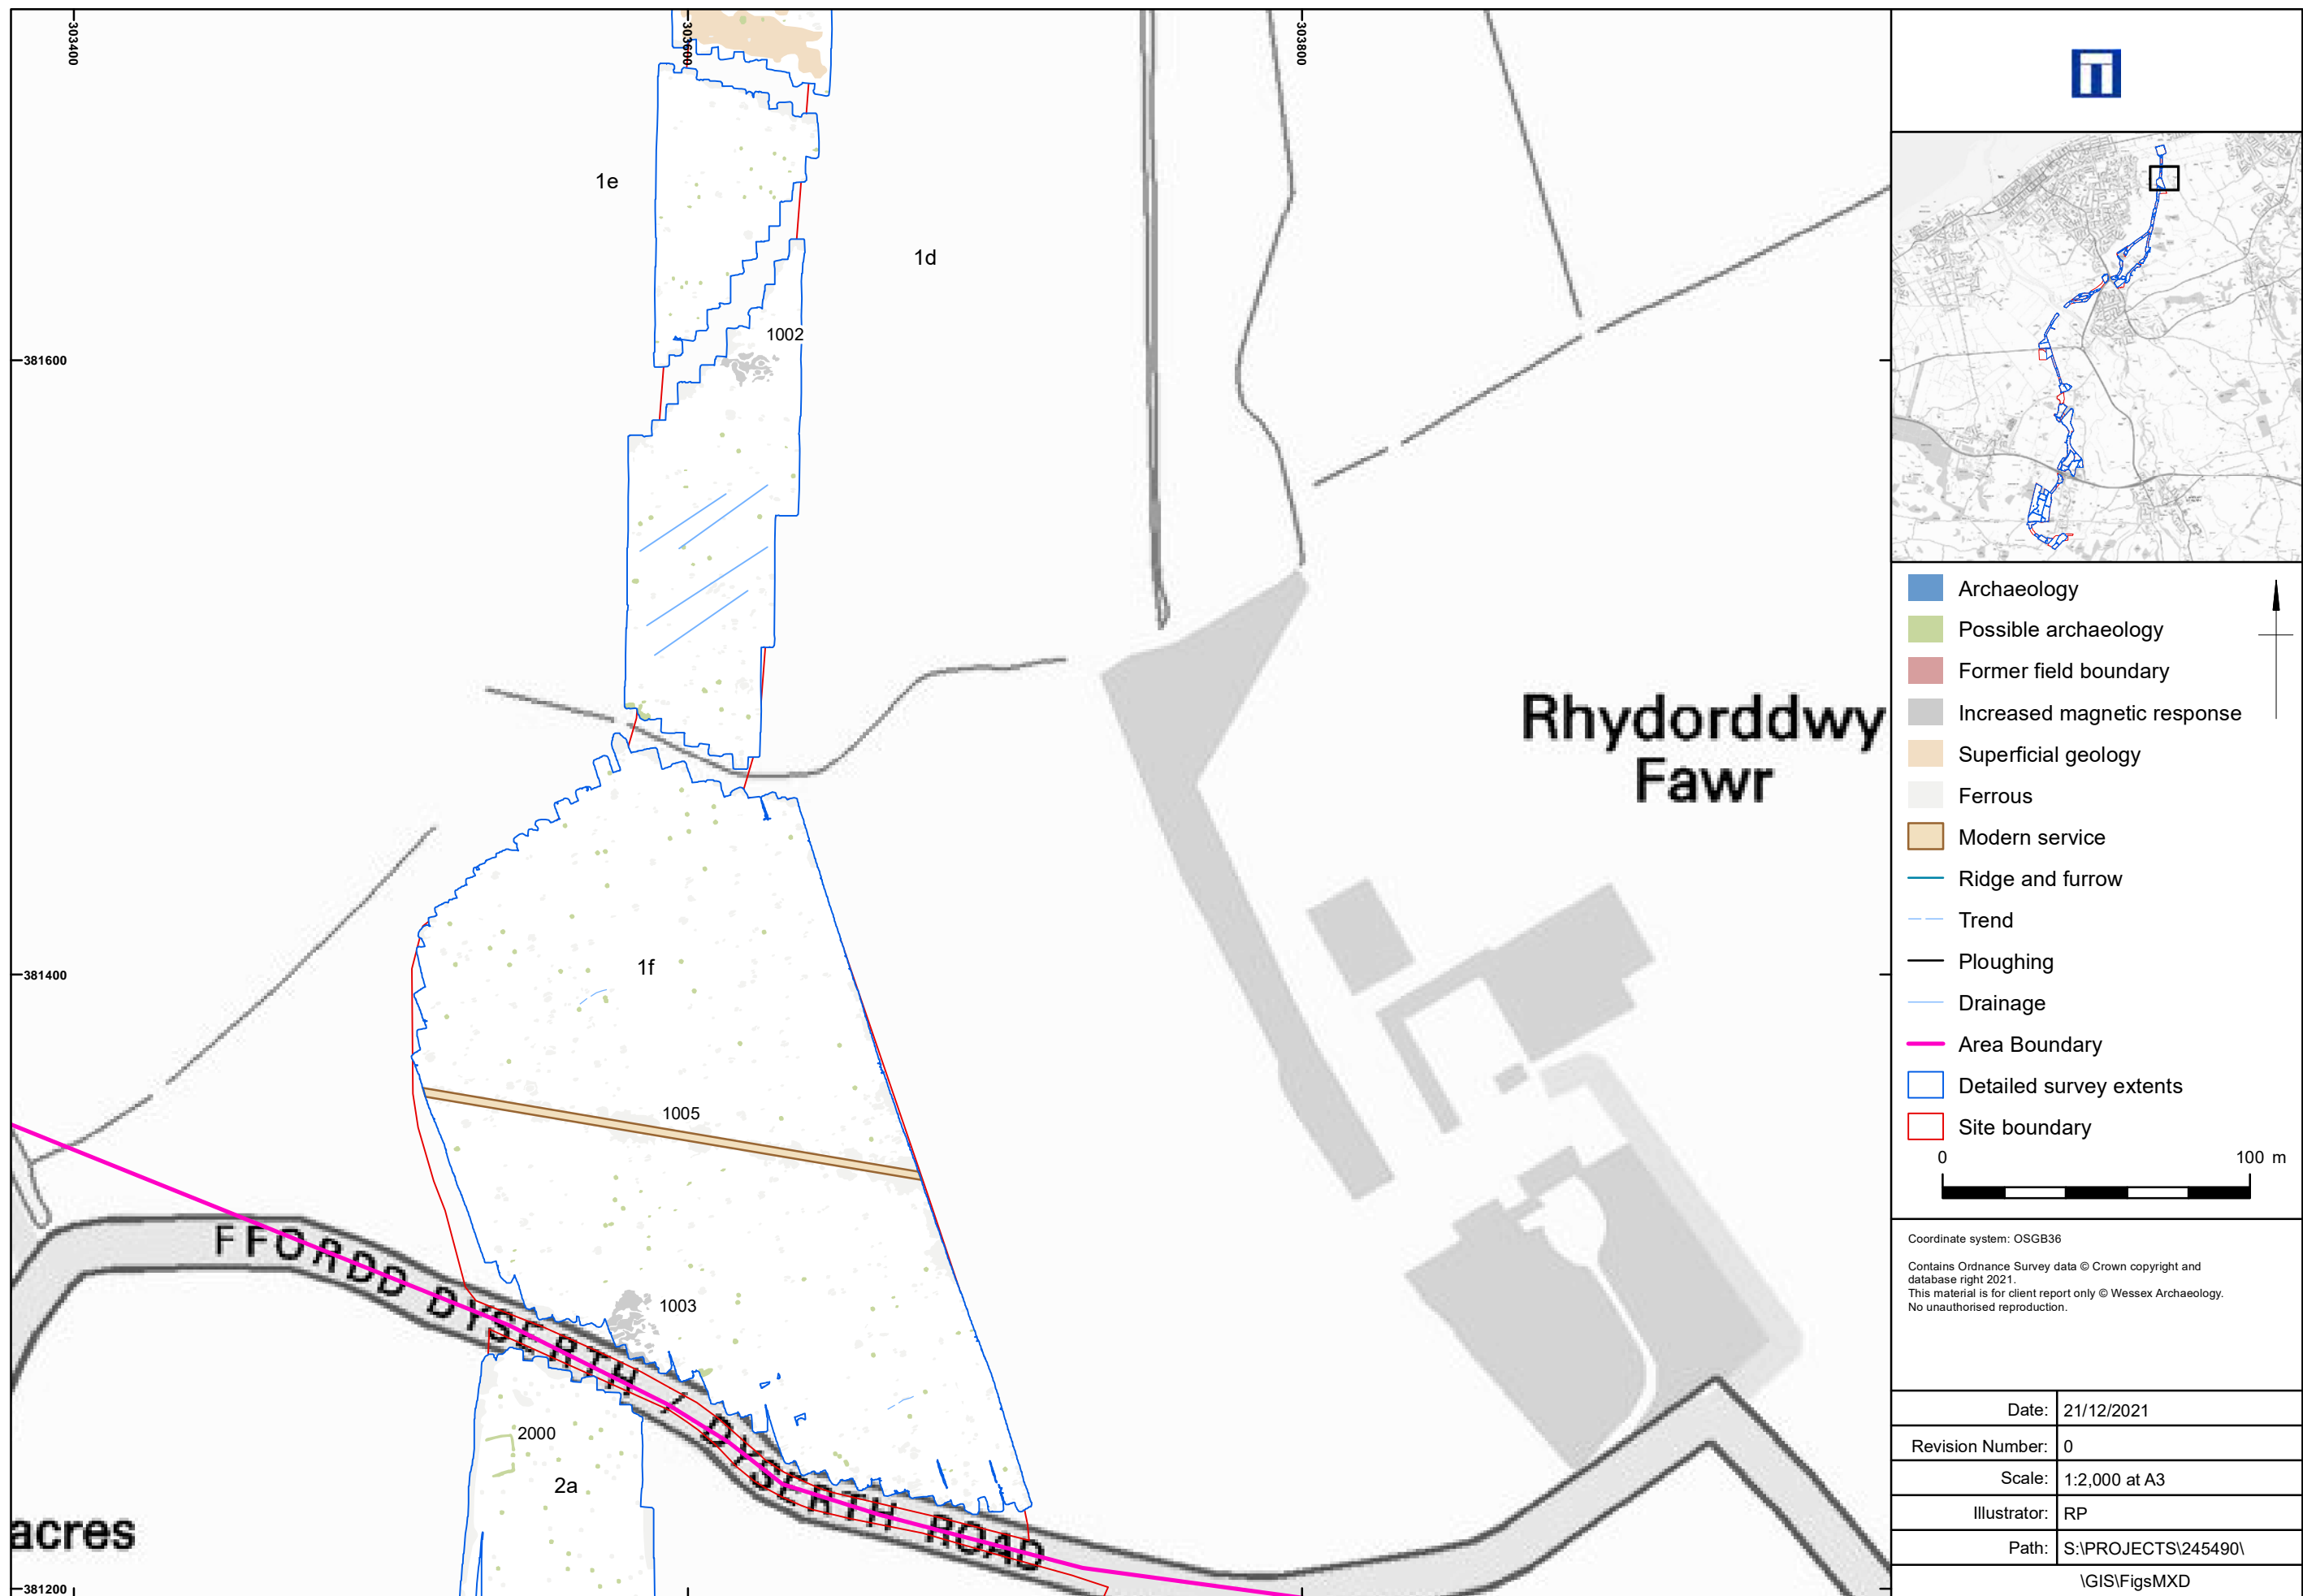 303400
303600
303800
1e
1d
1002
381600
Rhydorddwy
Fawr
1f
381400
1005
FFORDD DYSERTH / DYSERTH ROAD
1003
2000
2a
acres
381200
Archaeology
Possible archaeology
Former field boundary
Increased magnetic response
Superficial geology
Ferrous
Modern service
Ridge and furrow
Trend
Ploughing
Drainage
Area Boundary
Detailed survey extents
Site boundary
0 100 m
Coordinate system: OSGB36
Contains Ordnance Survey data © Crown copyright and
database right 2021.
This material is for client report only © Wessex Archaeology.
No unauthorised reproduction.
Date: 21/12/2021
Revision Number: 0
Scale: 1:2,000 at A3
Illustrator: RP
Path: S:\PROJECTS\245490\
\GIS\FigsMXD